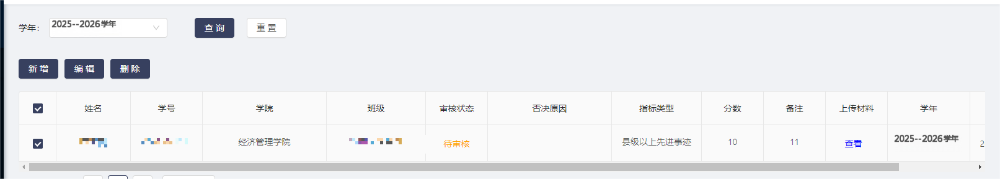 学年： 2025--2026学年 查 询 重 置
新 增 编 辑 删 除
姓名 学号 学院 班级 审核状态 否决原因 指标类型 分数 备注 上传材料 学年
经济管理学院 待审核 县级以上先进事迹 10 11 查看 2025--2026学年 2